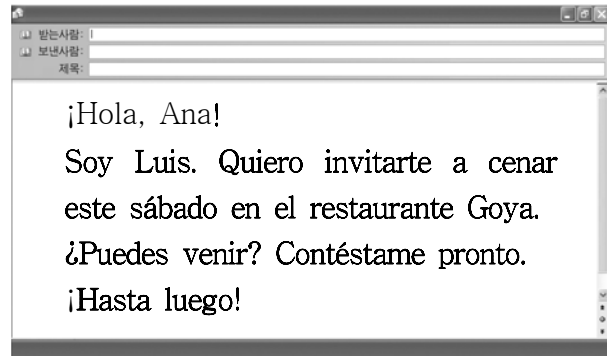 받는사람:
보낸사람:
제목:
¡Hola, Ana!
Soy Luis. Quiero invitarte a cenar
este sábado en el restaurante Goya.
¿Puedes venir? Contéstame pronto.
¡Hasta luego!